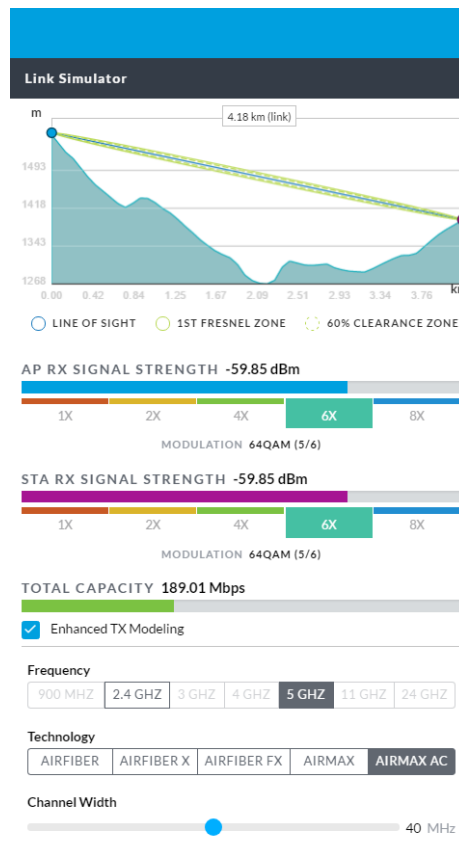 Link Simulator
m
4.18 km (link)
1493
1418
1343
1268
0.00 0.42 0.84 1.25 1.67 2.09 2.51 2.93 3.34 3.76
LINE OF SIGHT 1ST FRESNEL ZONE 60% CLEARANCE ZONE
AP RX SIGNAL STRENGTH -59.85 dBm
1X 2X 4X 6X 8X
MODULATION 64QAM (5/6)
STA RX SIGNAL STRENGTH -59.85 dBm
1X 2X 4X 6X 8X
MODULATION 64QAM (5/6)
TOTAL CAPACITY 189.01 Mbps
Enhanced TX Modeling
Frequency
900 MHZ 2.4 GHZ 3 GHZ 4 GHZ 5 GHZ 11 GHZ 24 GHZ
Technology
AIRFIBER AIRFIBER X AIRFIBER FX AIRMAX AIRMAX AC
Channel Width
40 MHz